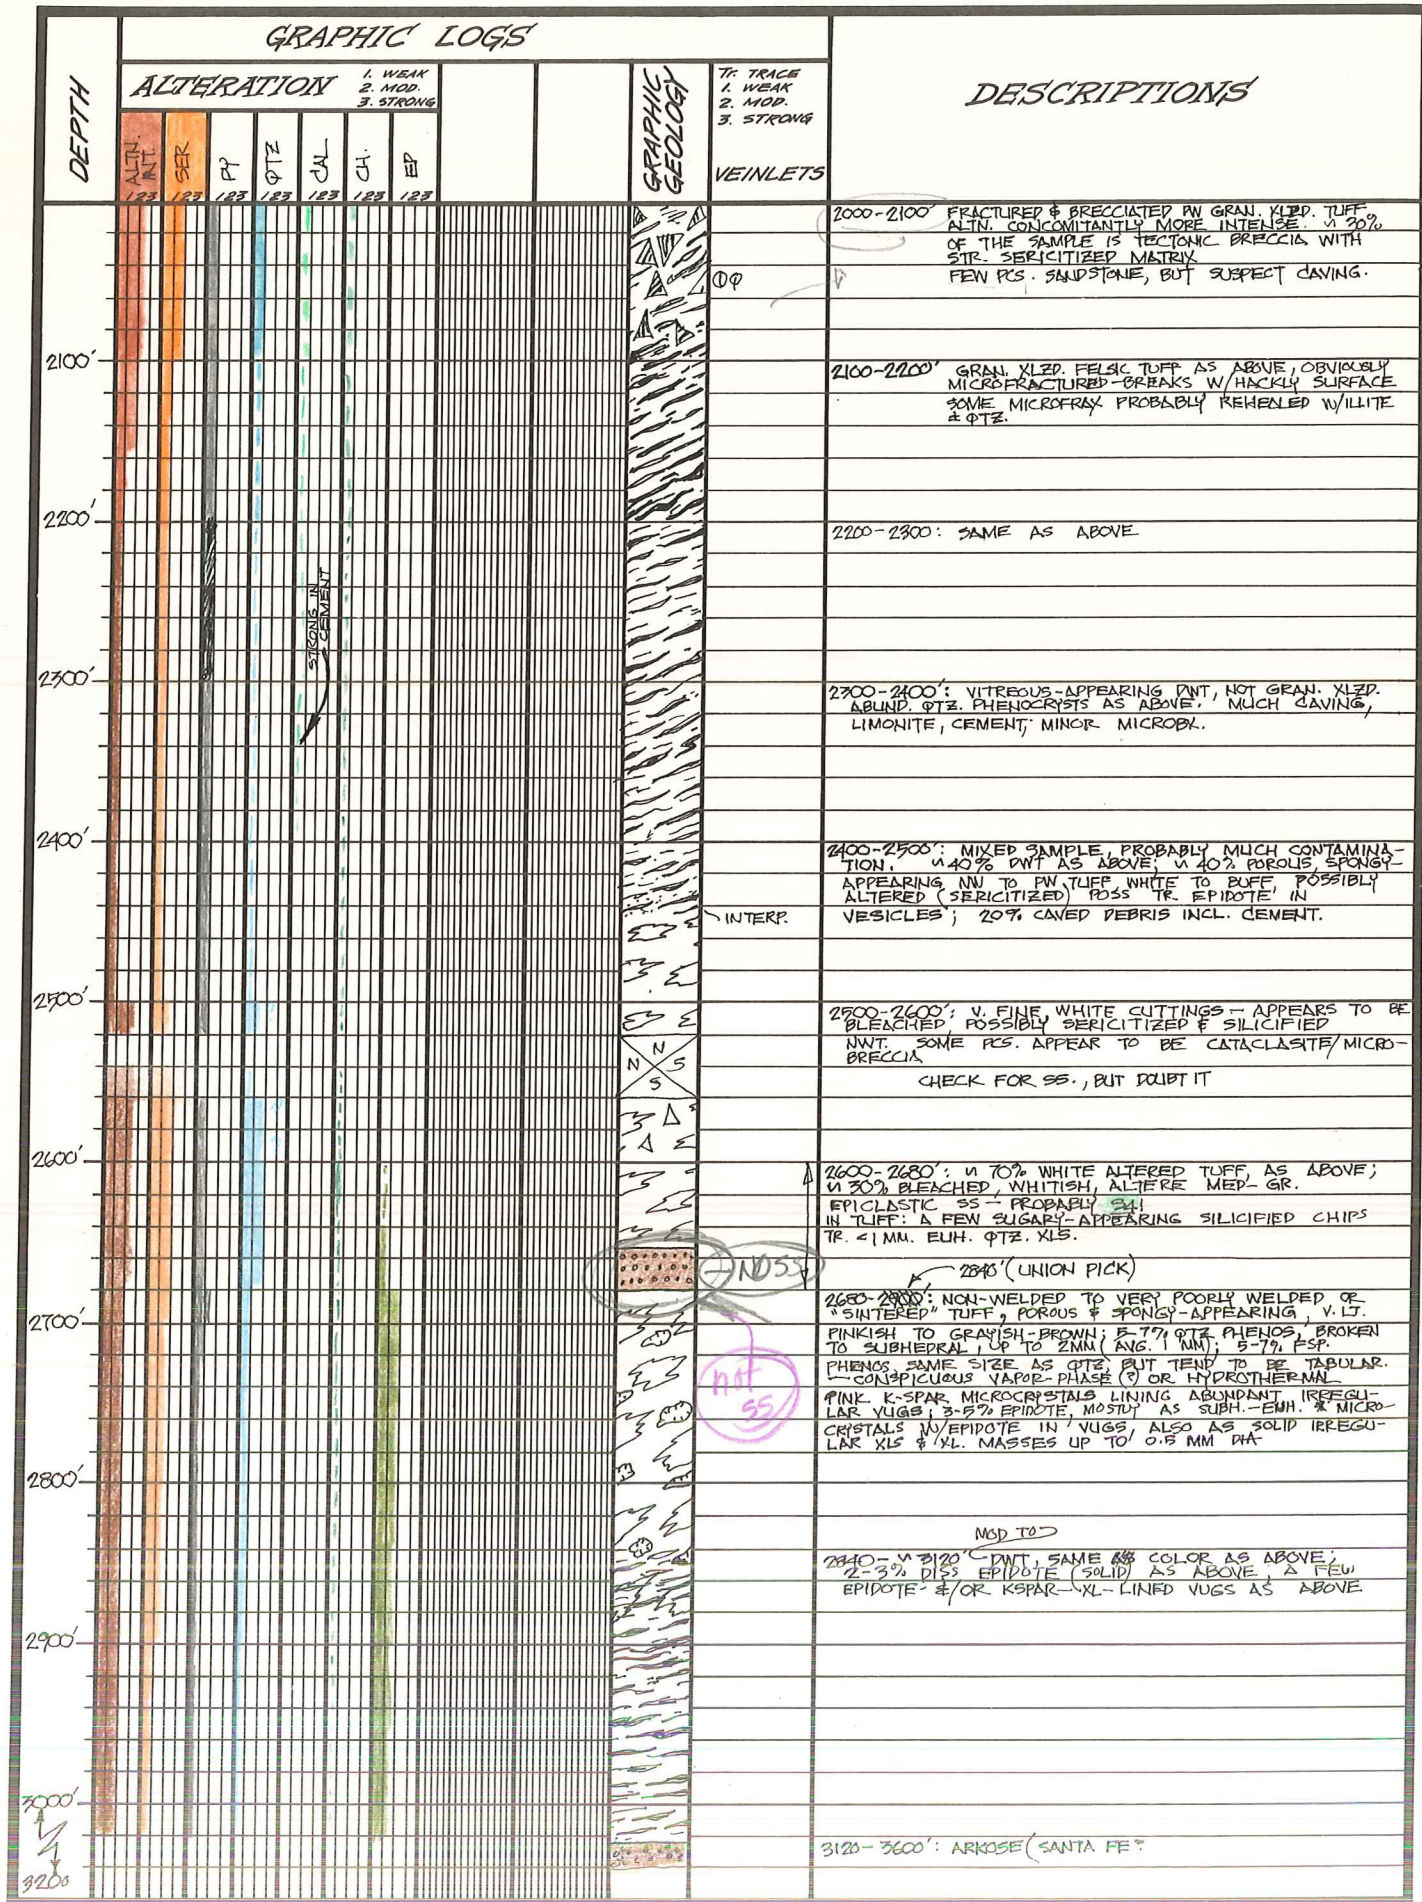 GRAPHIC LOGS
DEPTH
ALTERATION
1. WEAK
2. MOD.
3. STRONG
ALTN. INT.
SER
PY
QTZ
CAL
CH.
EP
123
123
123
123
123
123
123
GRAPHIC GEOLOGY
Tr. TRACE
1. WEAK
2. MOD.
3. STRONG
VEINLETS
DESCRIPTIONS
2000-2100' FRACTURED & BRECCIATED PW GRAN. XLZD. TUFF
ALTN. CONCOMITANTLY MORE INTENSE. ∿ 30%
OF THE SAMPLE IS TECTONIC BRECCIA WITH
STR. SERICITIZED MATRIX
FEW PCS. SANDSTONE, BUT SUSPECT CAVING.
2100'
2100-2200' GRAN. XLZD. FELSIC TUFF AS ABOVE, OBVIOUSLY
MICROFRACTURED-BREAKS W/HACKLY SURFACE
SOME MICROFRAX PROBABLY REHEALED W/ILLITE
± QTZ.
2200'
2200-2300: SAME AS ABOVE
STRONG IN
CEMENT
2300'
2300-2400': VITREOUS-APPEARING DWT, NOT GRAN. XLZD.
ABUND. QTZ. PHENOCRYSTS AS ABOVE. MUCH CAVING,
LIMONITE, CEMENT; MINOR MICROBX.
2400'
2400-2500': MIXED SAMPLE, PROBABLY MUCH CONTAMINA-
TION. ∿ 40% DWT AS ABOVE; ∿ 40% POROUS, SPONGY-
APPEARING NW TO PW TUFF WHITE TO BUFF, POSSIBLY
ALTERED (SERICITIZED) POSS TR. EPIDOTE IN
VESICLES; 20% CAVED DEBRIS INCL. CEMENT.
INTERP.
2500'
2500-2600': V. FINE, WHITE CUTTINGS - APPEARS TO BE
BLEACHED, POSSIBLY SERICITIZED & SILICIFIED
NWT. SOME PCS. APPEAR TO BE CATACLASITE/MICRO-
BRECCIA
CHECK FOR SS., BUT DOUBT IT
N
N S
S
2600'
2600-2680': ∿ 70% WHITE ALTERED TUFF, AS ABOVE;
∿ 30% BLEACHED, WHITISH, ALTERE MED-GR.
EPICLASTIC SS - PROBABLY S4!
IN TUFF: A FEW SUGARY-APPEARING SILICIFIED CHIPS
TR. <1 MM. EUH. QTZ. XLS.
NO SS
2840' (UNION PICK)
2700'
2680-2900': NON-WELDED TO VERY POORLY WELDED OR
"SINTERED" TUFF, POROUS & SPONGY-APPEARING, V. LT.
PINKISH TO GRAYISH-BROWN; 5-7% QTZ PHENOS, BROKEN
TO SUBHEDRAL, UP TO 2MM (AVG. 1 MM); 5-7% FSP.
PHENOS, SAME SIZE AS QTZ, BUT TEND TO BE TABULAR.
- CONSPICUOUS VAPOR-PHASE (?) OR HYDROTHERMAL
PINK K-SPAR MICROCRYSTALS LINING ABUNDANT IRREGU-
LAR VUGS; 3-5% EPIDOTE, MOSTLY AS SUBH.-EUH. MICRO-
CRYSTALS W/EPIDOTE IN VUGS, ALSO AS SOLID IRREGU-
LAR XLS & XL. MASSES UP TO 0.5 MM DIA
not
SS
2800'
MOD TO
2840-∿3120' DWT, SAME COLOR AS ABOVE;
2-3% DISS EPIDOTE (SOLID) AS ABOVE, A FEW
EPIDOTE- &/OR KSPAR-XL-LINED VUGS AS ABOVE
2900'
3000'
3120-3600': ARKOSE (SANTA FE?
3200